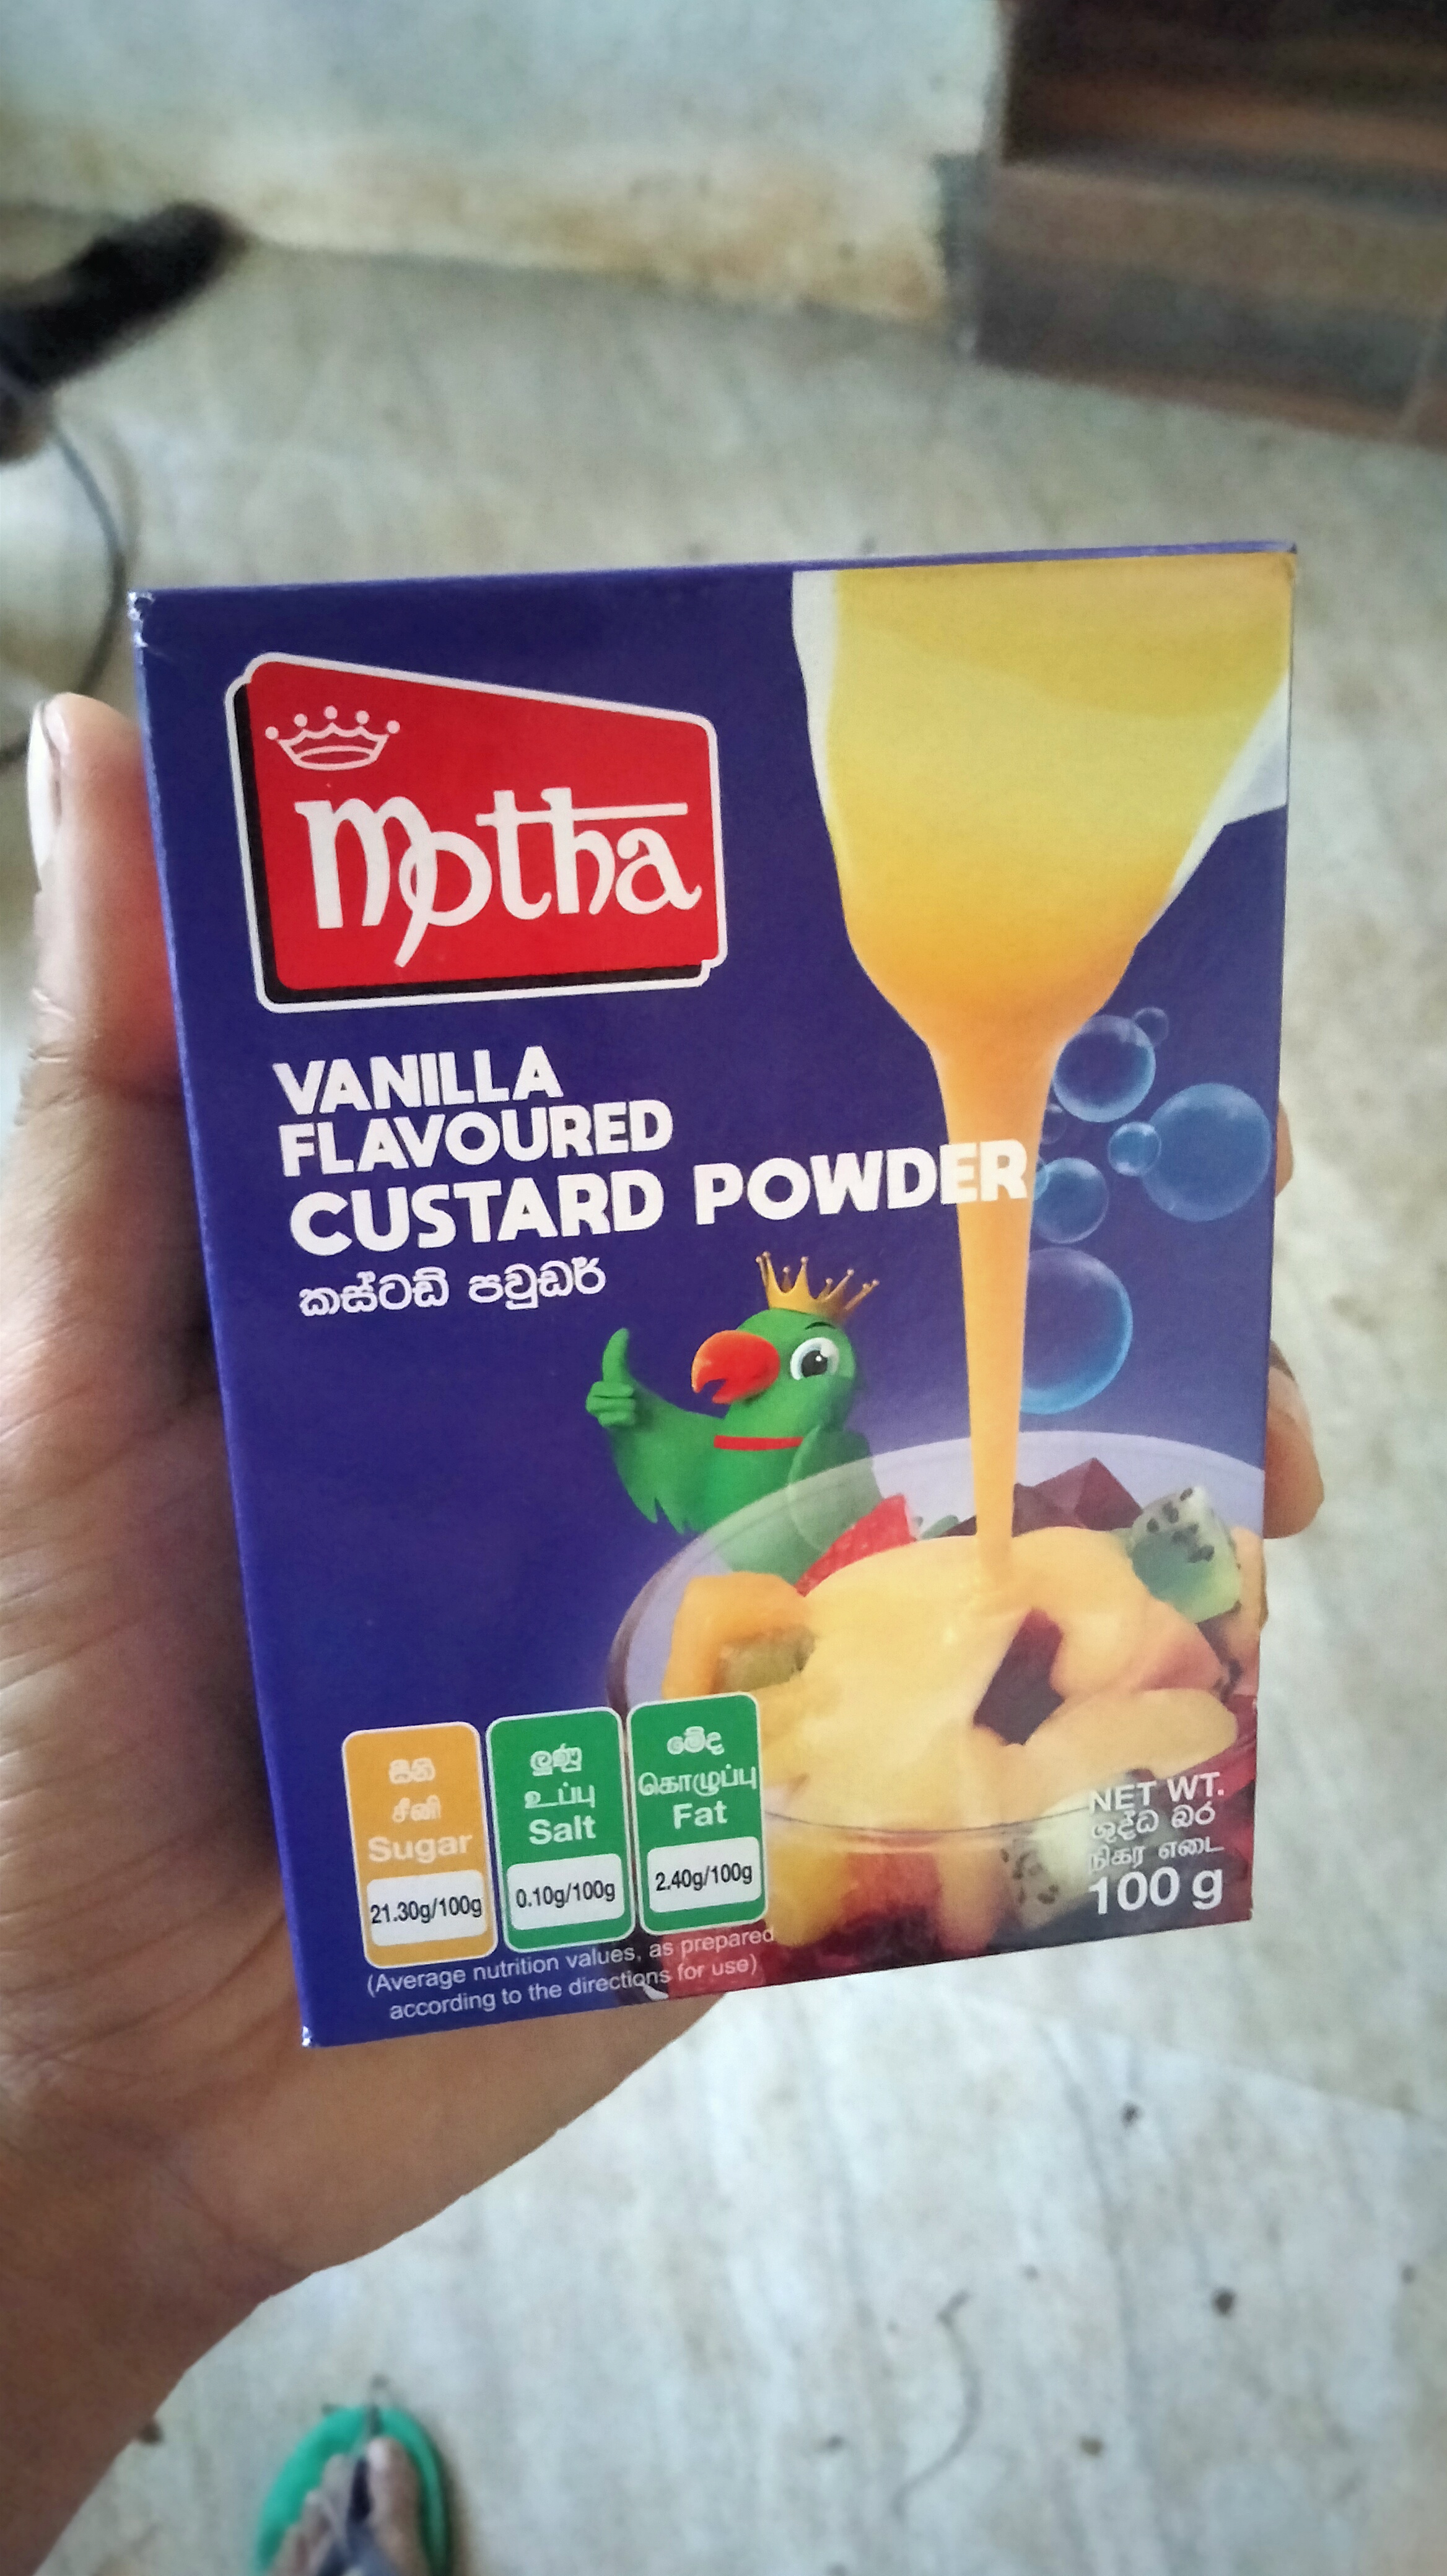 Motha
VANILLA
FLAVOURED
CUSTARD POWDER
කස්ටඩ් පවුඩර්
සීනි
சீனி
Sugar
21.30g/100g
ලුණු
உப்பு
Salt
0.10g/100g
මේද
கொழுப்பு
Fat
2.40g/100g
(Average nutrition values, as prepared
according to the directions for use)
NET WT.
ශුද්ධ බර
நிகர எடை
100 g